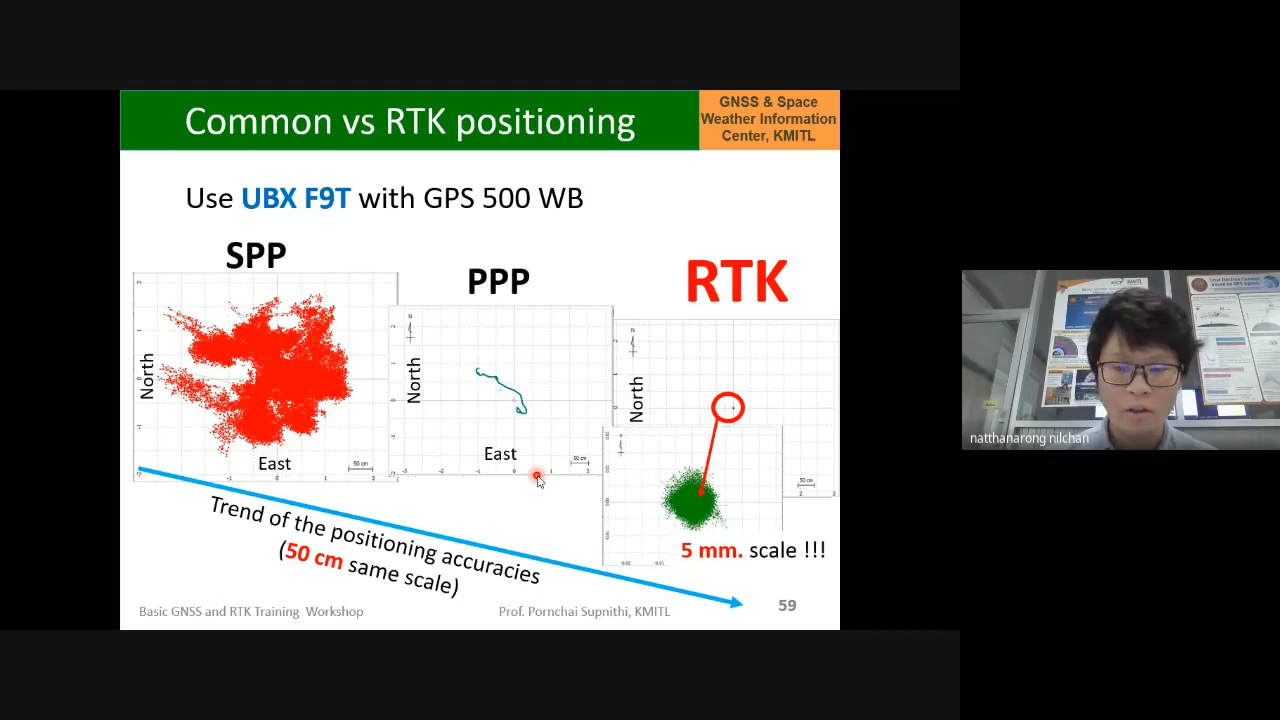 Common vs RTK positioning
GNSS & Space
Weather Information
Center, KMITL
Use UBX F9T with GPS 500 WB
SPP
PPP
RTK
North
East
50 cm
North
East
50 cm
North
50 cm
5 mm. scale !!!
Trend of the positioning accuracies
(50 cm same scale)
Basic GNSS and RTK Training Workshop
Prof. Pornchai Supnithi, KMITL
59
natthanarong nilchan